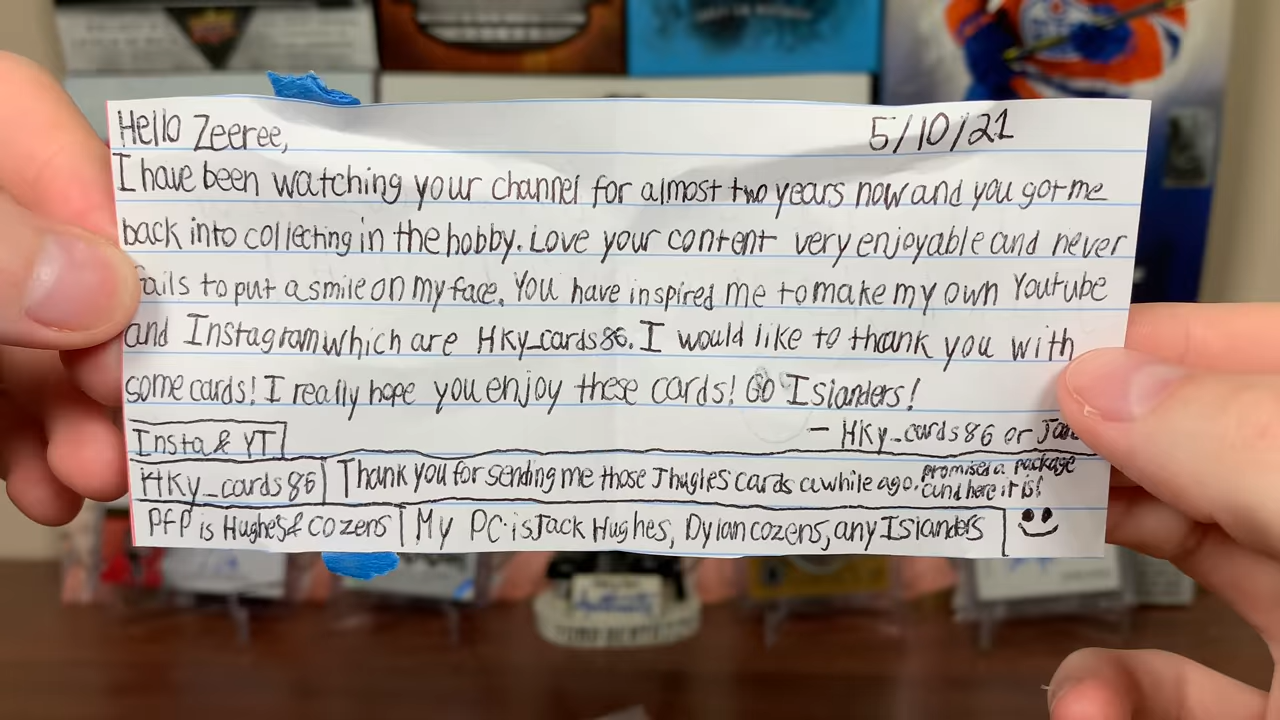 Hello Zeeree,
5/10/21
I have been watching your channel for almost two years now and you got me
back into collecting in the hobby. Love your content very enjoyable and never
fails to put a smile on my face. You have inspired me to make my own Youtube
and Instagram which are HKy_cards86. I would like to thank you with
some cards! I really hope you enjoy these cards! GO Islanders!
Insta & YT
— HKy_cards86 or
HKy_cards86
Thank you for sending me those Jhughes cards awhile ago.
promised a package
and here it is!
PFP is Hughes & cozens
My PC is Jack Hughes, Dylan cozens, any Islanders